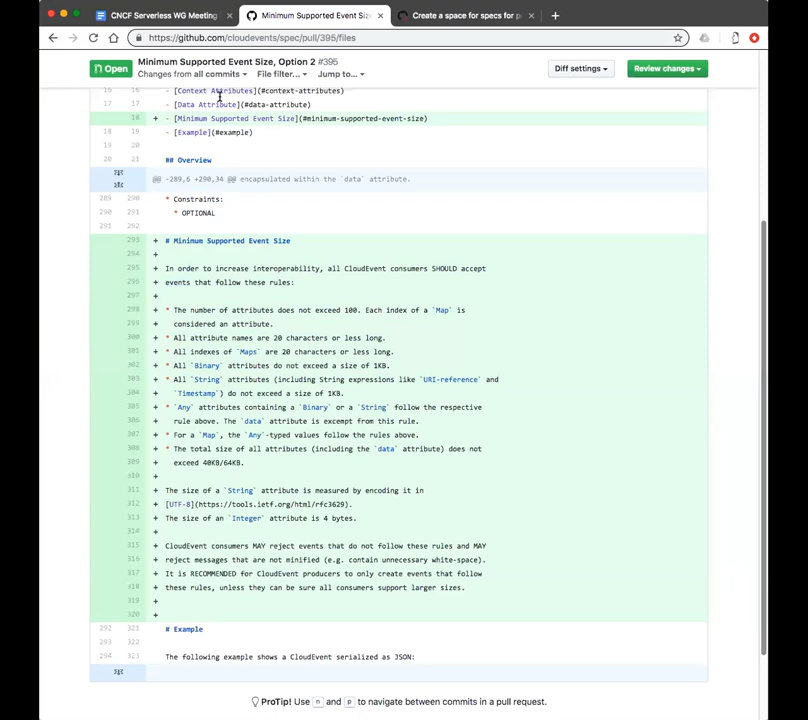 CNCF Serverless WG Meeting
Minimum Supported Event Size
Create a space for specs for p
https://github.com/cloudevents/spec/pull/395/files
Open
Minimum Supported Event Size, Option 2 #395
Changes from all commits
File filter...
Jump to...
Diff settings
Review changes
16 16 - [Context Attributes](#context-attributes)
17 17 - [Data Attribute](#data-attribute)
18 + - [Minimum Supported Event Size](#minimum-supported-event-size)
18 19 - [Example](#example)
19 20
20 21 ## Overview
@@ -289,6 +290,34 @@ encapsulated within the `data` attribute.
289 290 * Constraints:
290 291 * OPTIONAL
291 292
293 + # Minimum Supported Event Size
294 +
295 + In order to increase interoperability, all CloudEvent consumers SHOULD accept
296 + events that follow these rules:
297 +
298 + * The number of attributes does not exceed 100. Each index of a `Map` is
299 + considered an attribute.
300 + * All attribute names are 20 characters or less long.
301 + * All indexes of `Maps` are 20 characters or less long.
302 + * All `Binary` attributes do not exceed a size of 1KB.
303 + * All `String` attributes (including String expressions like `URI-reference` and
304 + `Timestamp`) do not exceed a size of 1KB.
305 + * `Any` attributes containing a `Binary` or a `String` follow the respective
306 + rule above. The `data` attribute is excempt from this rule.
307 + * For a `Map`, the `Any`-typed values follow the rules above.
308 + * The total size of all attributes (including the `data` attribute) does not
309 + exceed 40KB/64KB.
310 +
311 + The size of a `String` attribute is measured by encoding it in
312 + [UTF-8](https://tools.ietf.org/html/rfc3629).
313 + The size of an `Integer` attribute is 4 bytes.
314 +
315 + CloudEvent consumers MAY reject events that do not follow these rules and MAY
316 + reject messages that are not minified (e.g. contain unnecessary white-space).
317 + It is RECOMMENDED for CloudEvent producers to only create events that follow
318 + these rules, unless they can be sure all consumers support larger sizes.
319 +
320 +
292 321 # Example
293 322
294 323 The following example shows a CloudEvent serialized as JSON:
ProTip! Use n and p to navigate between commits in a pull request.